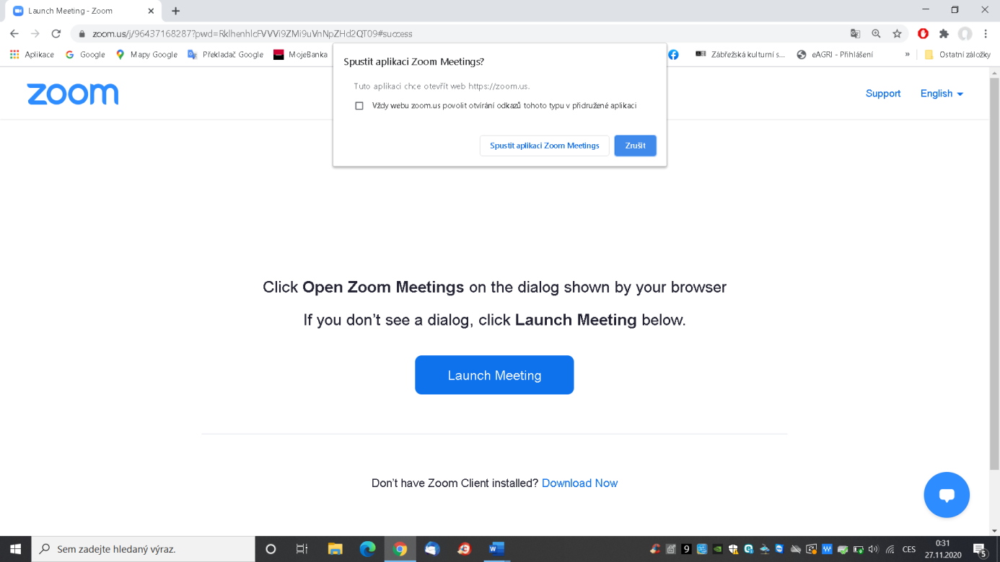 Launch Meeting - Zoom
zoom.us/j/96437168287?pwd=RklhenhlcFVVVi9ZMi9uVnNpZHd2QT09#success
Aplikace Google Mapy Google Překladač Google MojeBanka Zábřežská kulturní s... eAGRI - Přihlášení » Ostatní záložky
Spustit aplikaci Zoom Meetings?
Tuto aplikaci chce otevřít web https://zoom.us.
Vždy webu zoom.us povolit otvírání odkazů tohoto typu v přidružené aplikaci
Spustit aplikaci Zoom Meetings Zrušit
zoom
Support English
Click Open Zoom Meetings on the dialog shown by your browser
If you don’t see a dialog, click Launch Meeting below.
Launch Meeting
Don’t have Zoom Client installed? Download Now
Sem zadejte hledaný výraz.
9
CES
0:31
27.11.2020
5